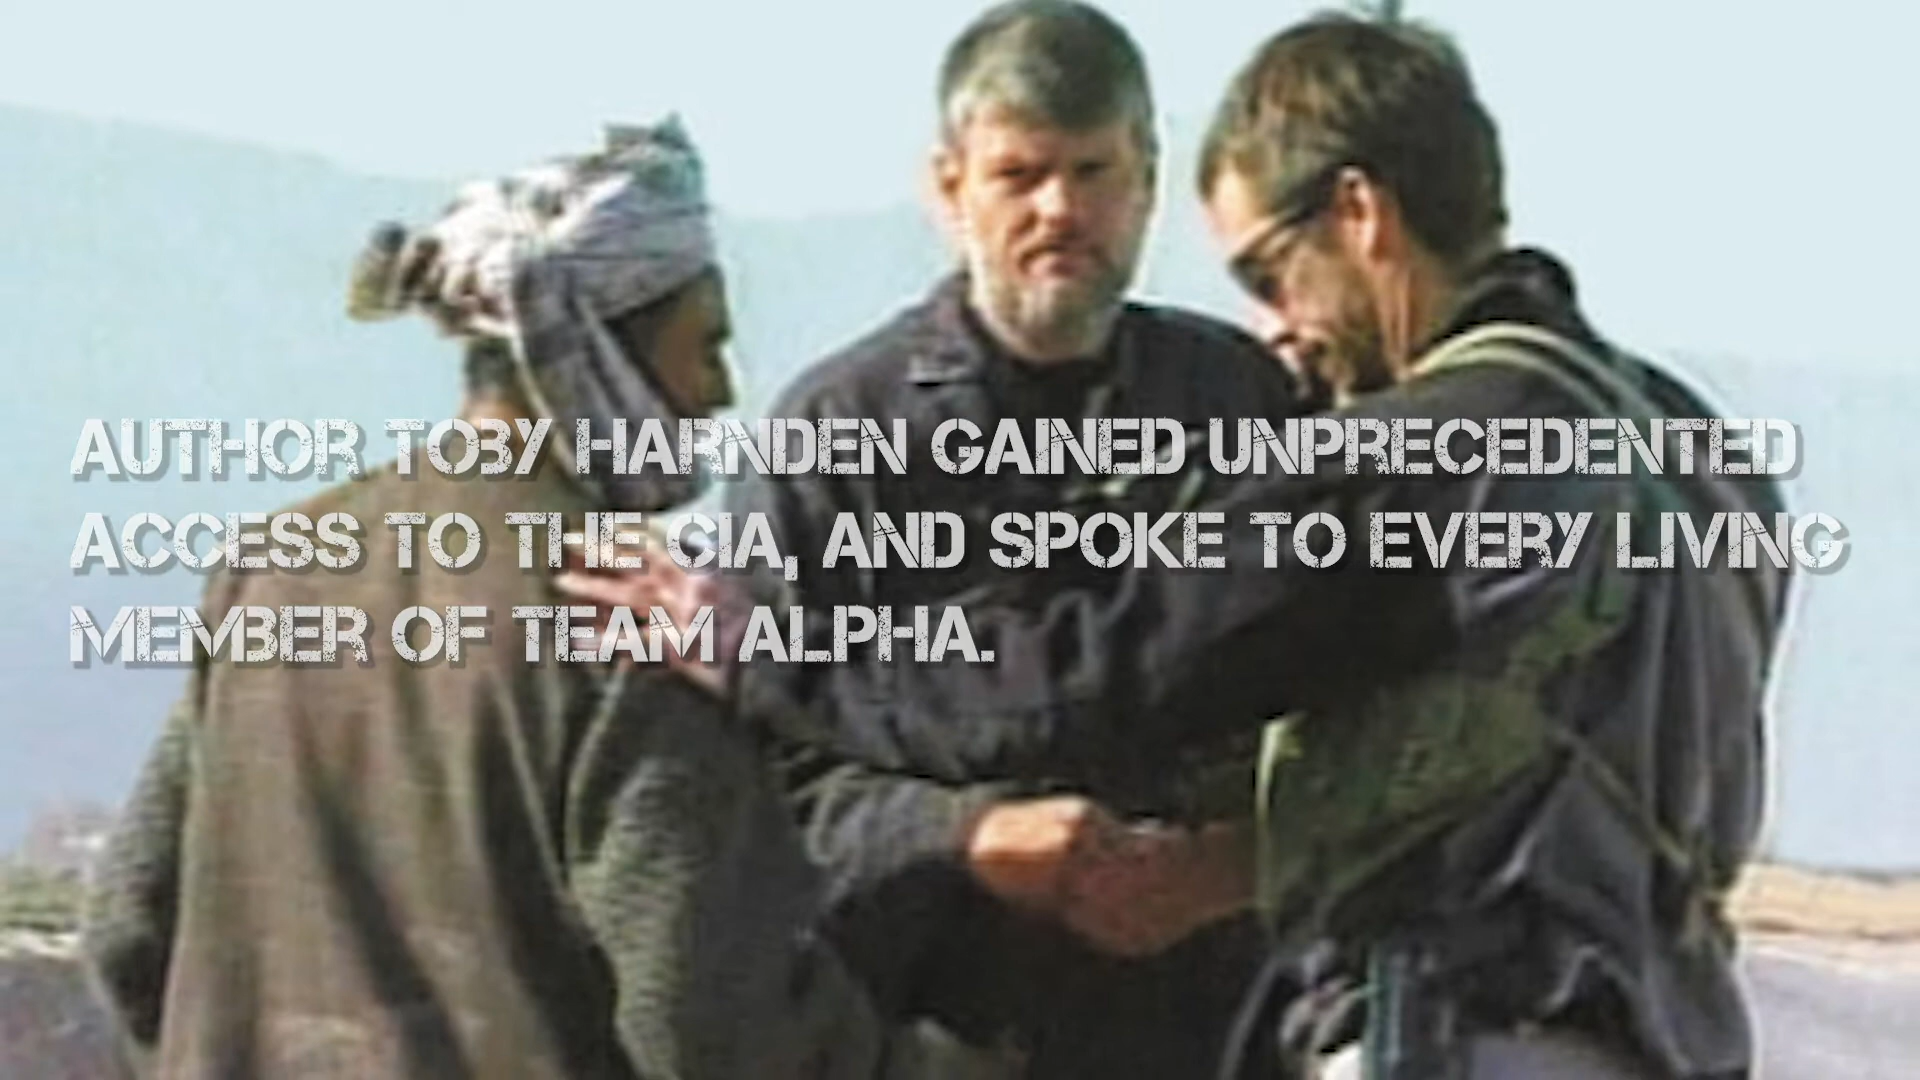 AUTHOR TOBY HARNDEN GAINED UNPRECEDENTED
ACCESS TO THE CIA, AND SPOKE TO EVERY LIVING
MEMBER OF TEAM ALPHA.